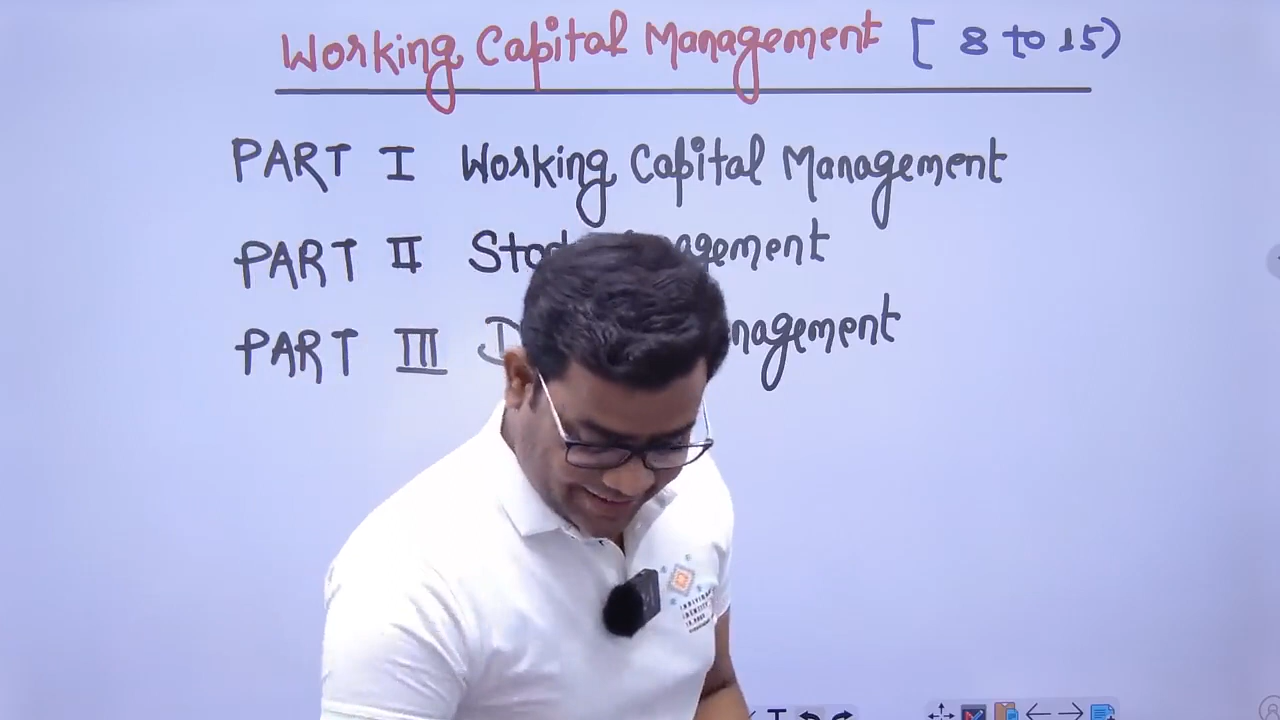 Working Capital Management [ 8 to 15)
PART I Working Capital Management
PART II
PART III